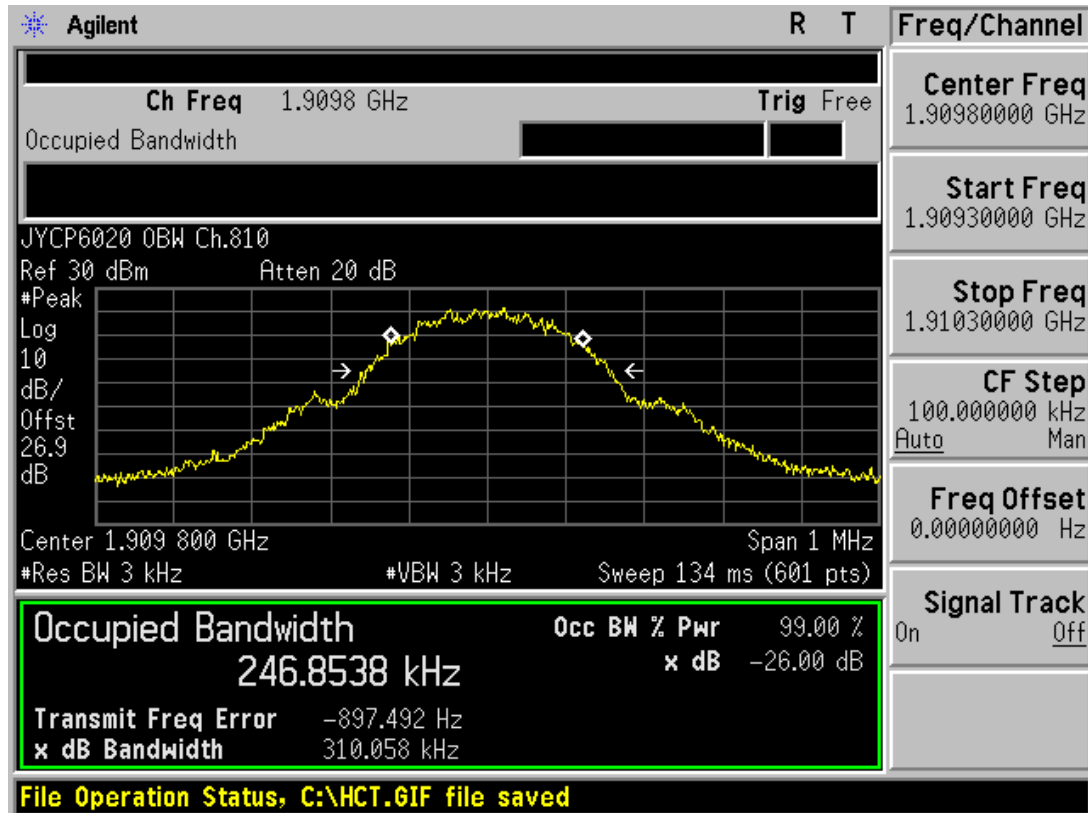 Agilent R T
Freq/Channel
Ch Freq 1.9098 GHz Trig Free
Occupied Bandwidth
Center Freq
1.90980000 GHz
Start Freq
1.90930000 GHz
Stop Freq
1.91030000 GHz
CF Step
100.000000 kHz
Auto Man
Freq Offset
0.00000000 Hz
Signal Track
On Off
JYCP6020 OBW Ch.810
Ref 30 dBm Atten 20 dB
#Peak
Log
10
dB/
Offst
26.9
dB
Center 1.909 800 GHz Span 1 MHz
#Res BW 3 kHz #VBW 3 kHz Sweep 134 ms (601 pts)
Occupied Bandwidth
246.8538 kHz
Occ BW % Pwr 99.00 %
x dB -26.00 dB
Transmit Freq Error -897.492 Hz
x dB Bandwidth 310.058 kHz
File Operation Status, C:\HCT.GIF file saved